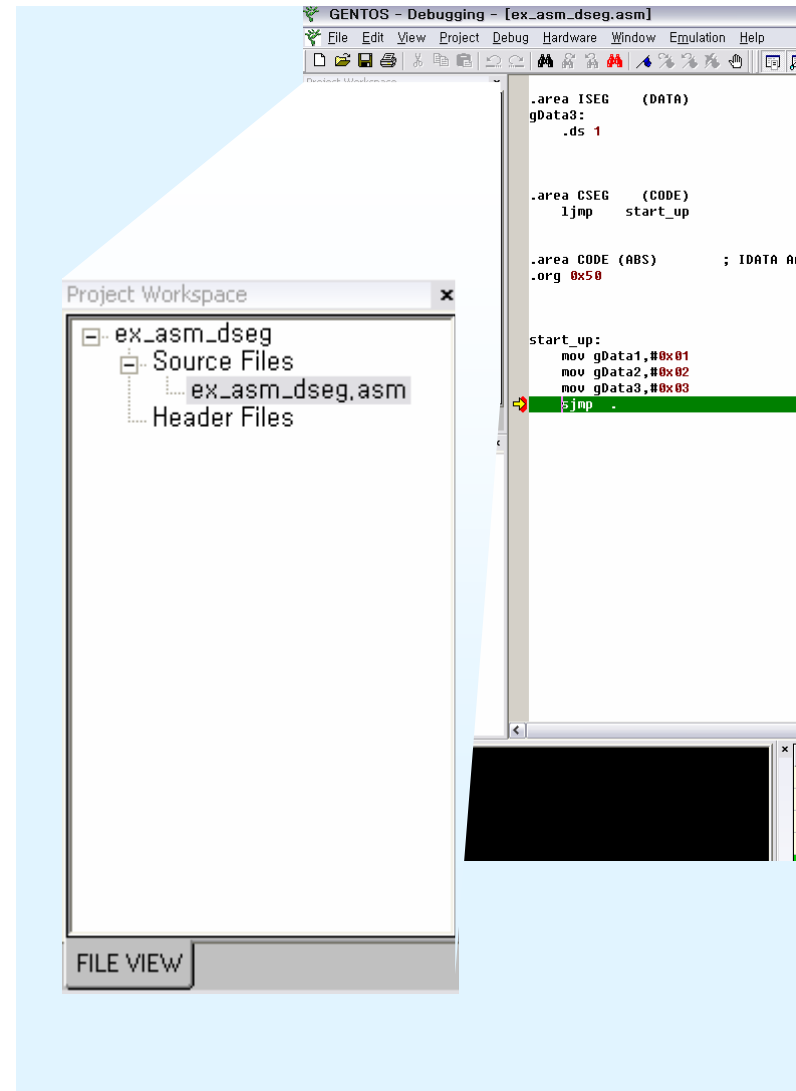 GENTOS - Debugging - [ex_asm_dseg.asm]
File Edit View Project Debug Hardware Window Emulation Help
Project Workspace
.area ISEG (DATA)
gData3:
.ds 1
.area CSEG (CODE)
ljmp start_up
.area CODE (ABS) ; IDATA
.org 0x50
start_up:
mov gData1,#0x01
mov gData2,#0x02
mov gData3,#0x03
sjmp .
Project Workspace
ex_asm_dseg
Source Files
ex_asm_dseg.asm
Header Files
FILE VIEW